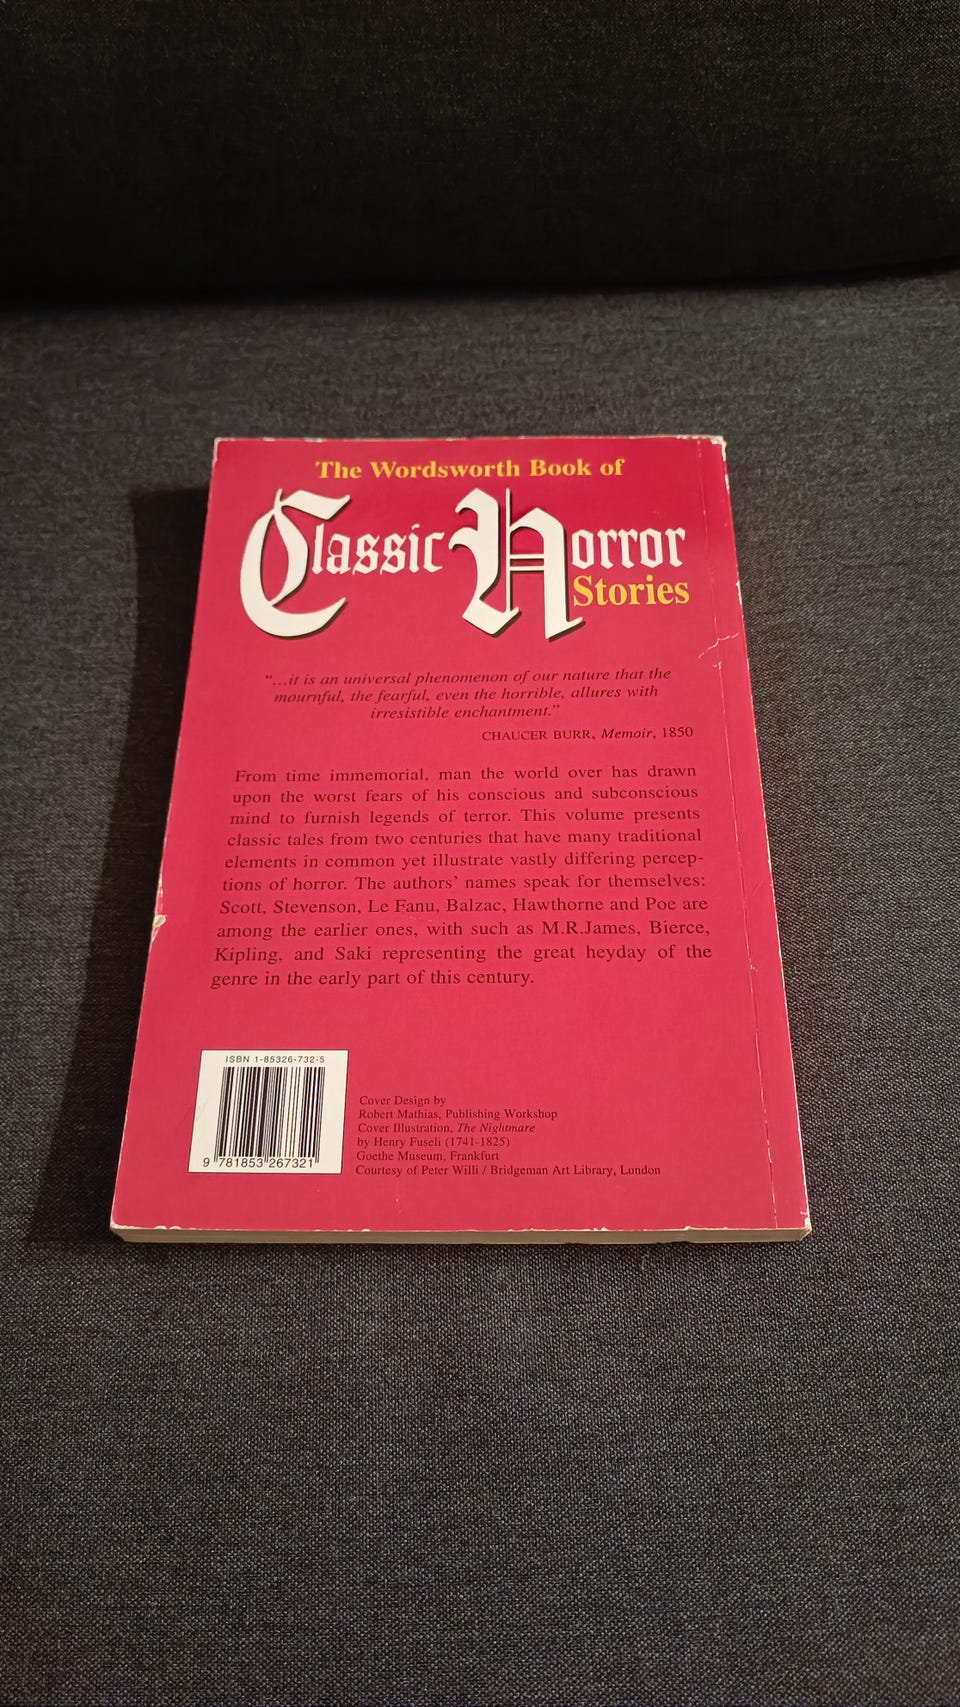 The Wordsworth Book of
Classic Horror
Stories
“...it is an universal phenomenon of our nature that the
mournful, the fearful, even the horrible, allures with
irresistible enchantment.”
CHAUCER BURR, Memoir, 1850
From time immemorial, man the world over has drawn
upon the worst fears of his conscious and subconscious
mind to furnish legends of terror. This volume presents
classic tales from two centuries that have many traditional
elements in common yet illustrate vastly differing percep-
tions of horror. The authors’ names speak for themselves:
Scott, Stevenson, Le Fanu, Balzac, Hawthorne and Poe are
among the earlier ones, with such as M.R.James, Bierce,
Kipling, and Saki representing the great heyday of the
genre in the early part of this century.
ISBN 1-85326-732-5
9 781853 267321
Cover Design by
Robert Mathias, Publishing Workshop
Cover Illustration, The Nightmare
by Henry Fuseli (1741-1825)
Goethe Museum, Frankfurt
Courtesy of Peter Willi / Bridgeman Art Library, London